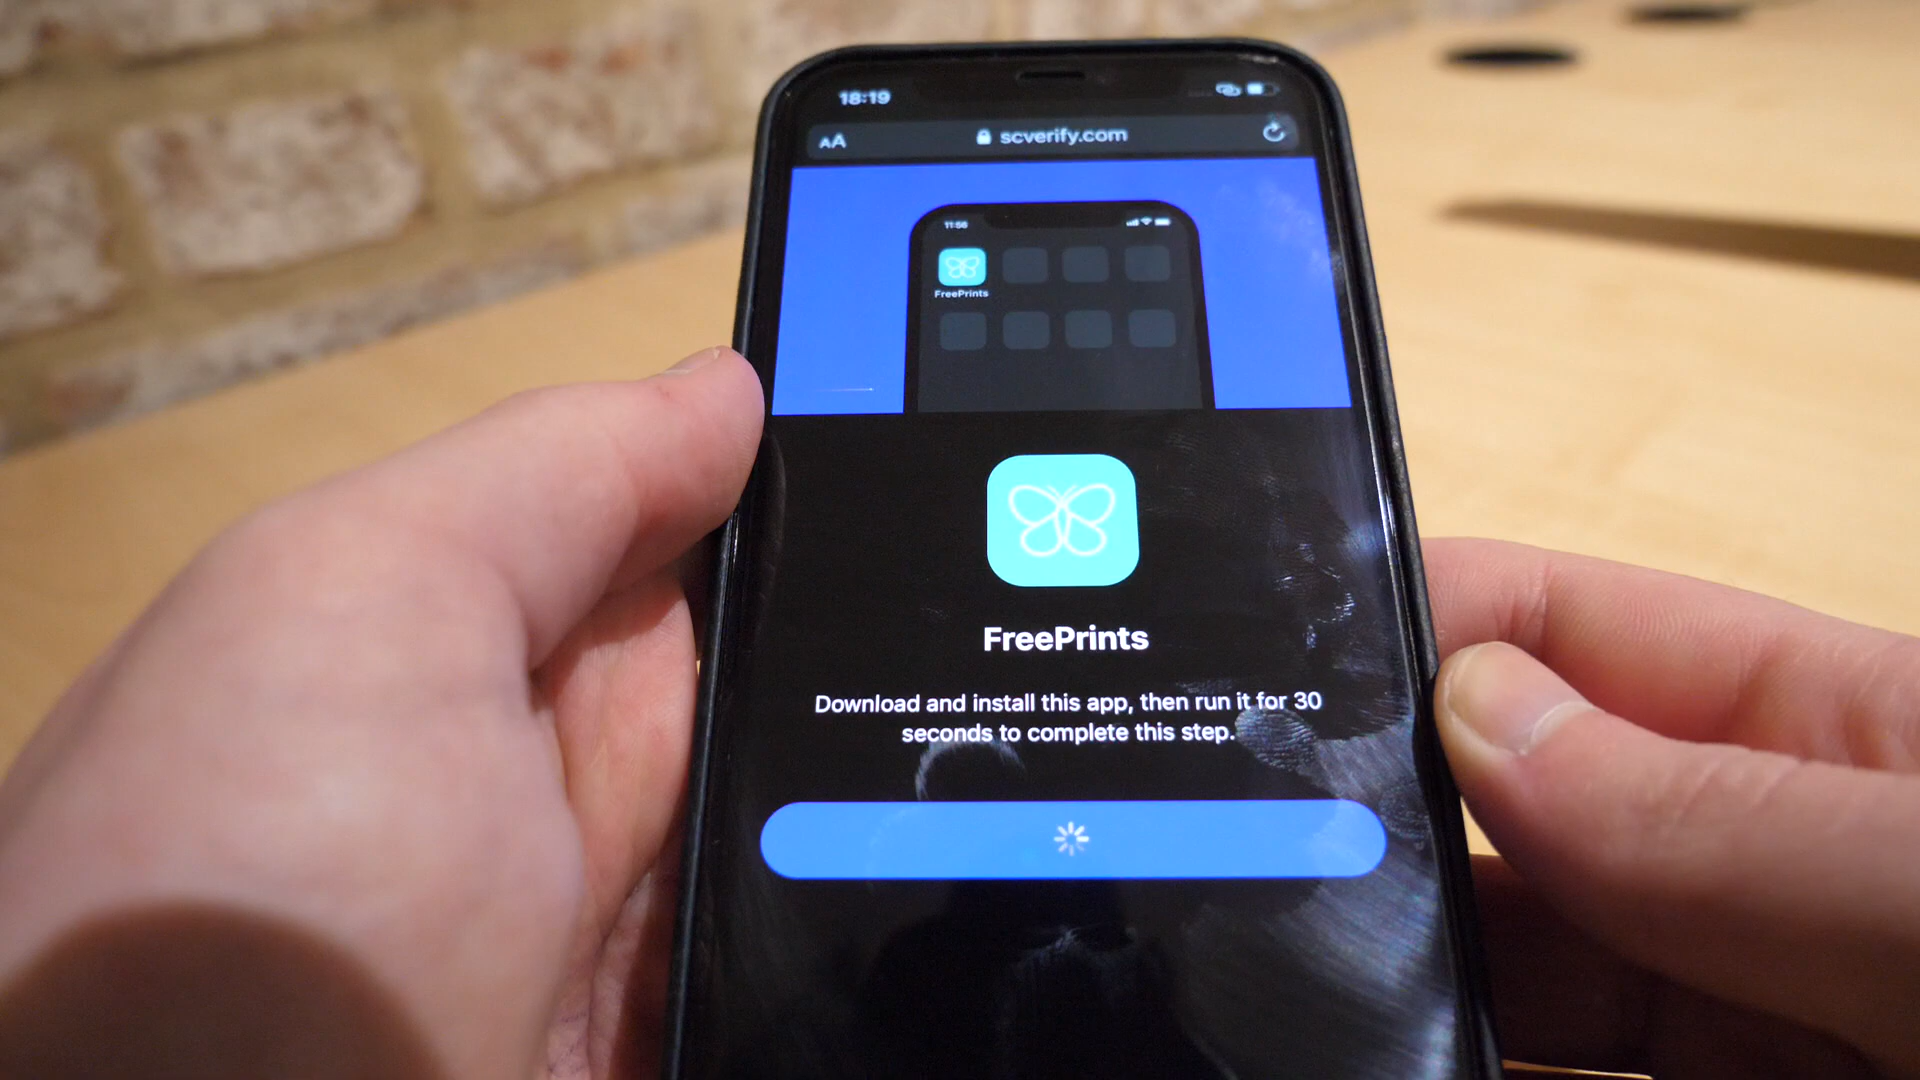 18:19
AA
scverify.com
11:56
FreePrints
FreePrints
Download and install this app, then run it for 30
seconds to complete this step.